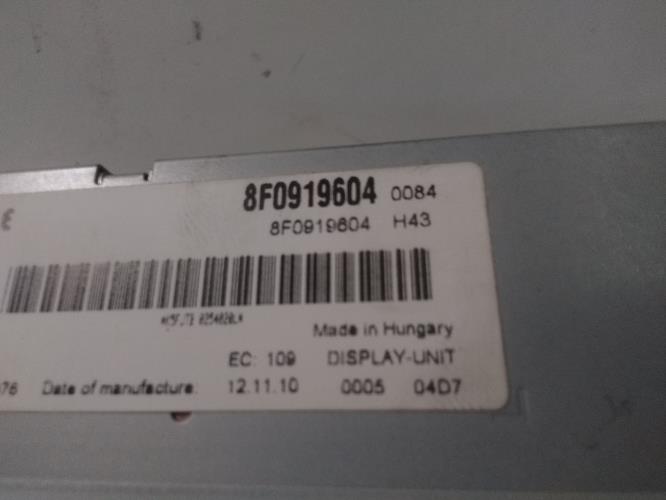 8F0919604 0084
8F0919604 H43
Made in Hungary
EC: 109 DISPLAY-UNIT
Date of manufacture: 12.11.10 0005 04D7